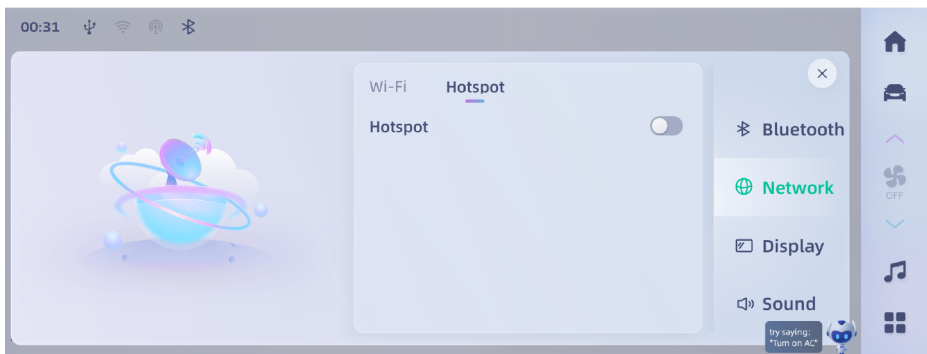 00:31
Wi-Fi Hotspot
Hotspot
Bluetooth
Network
Display
Sound
OFF
try saying:
"Turn on AC"